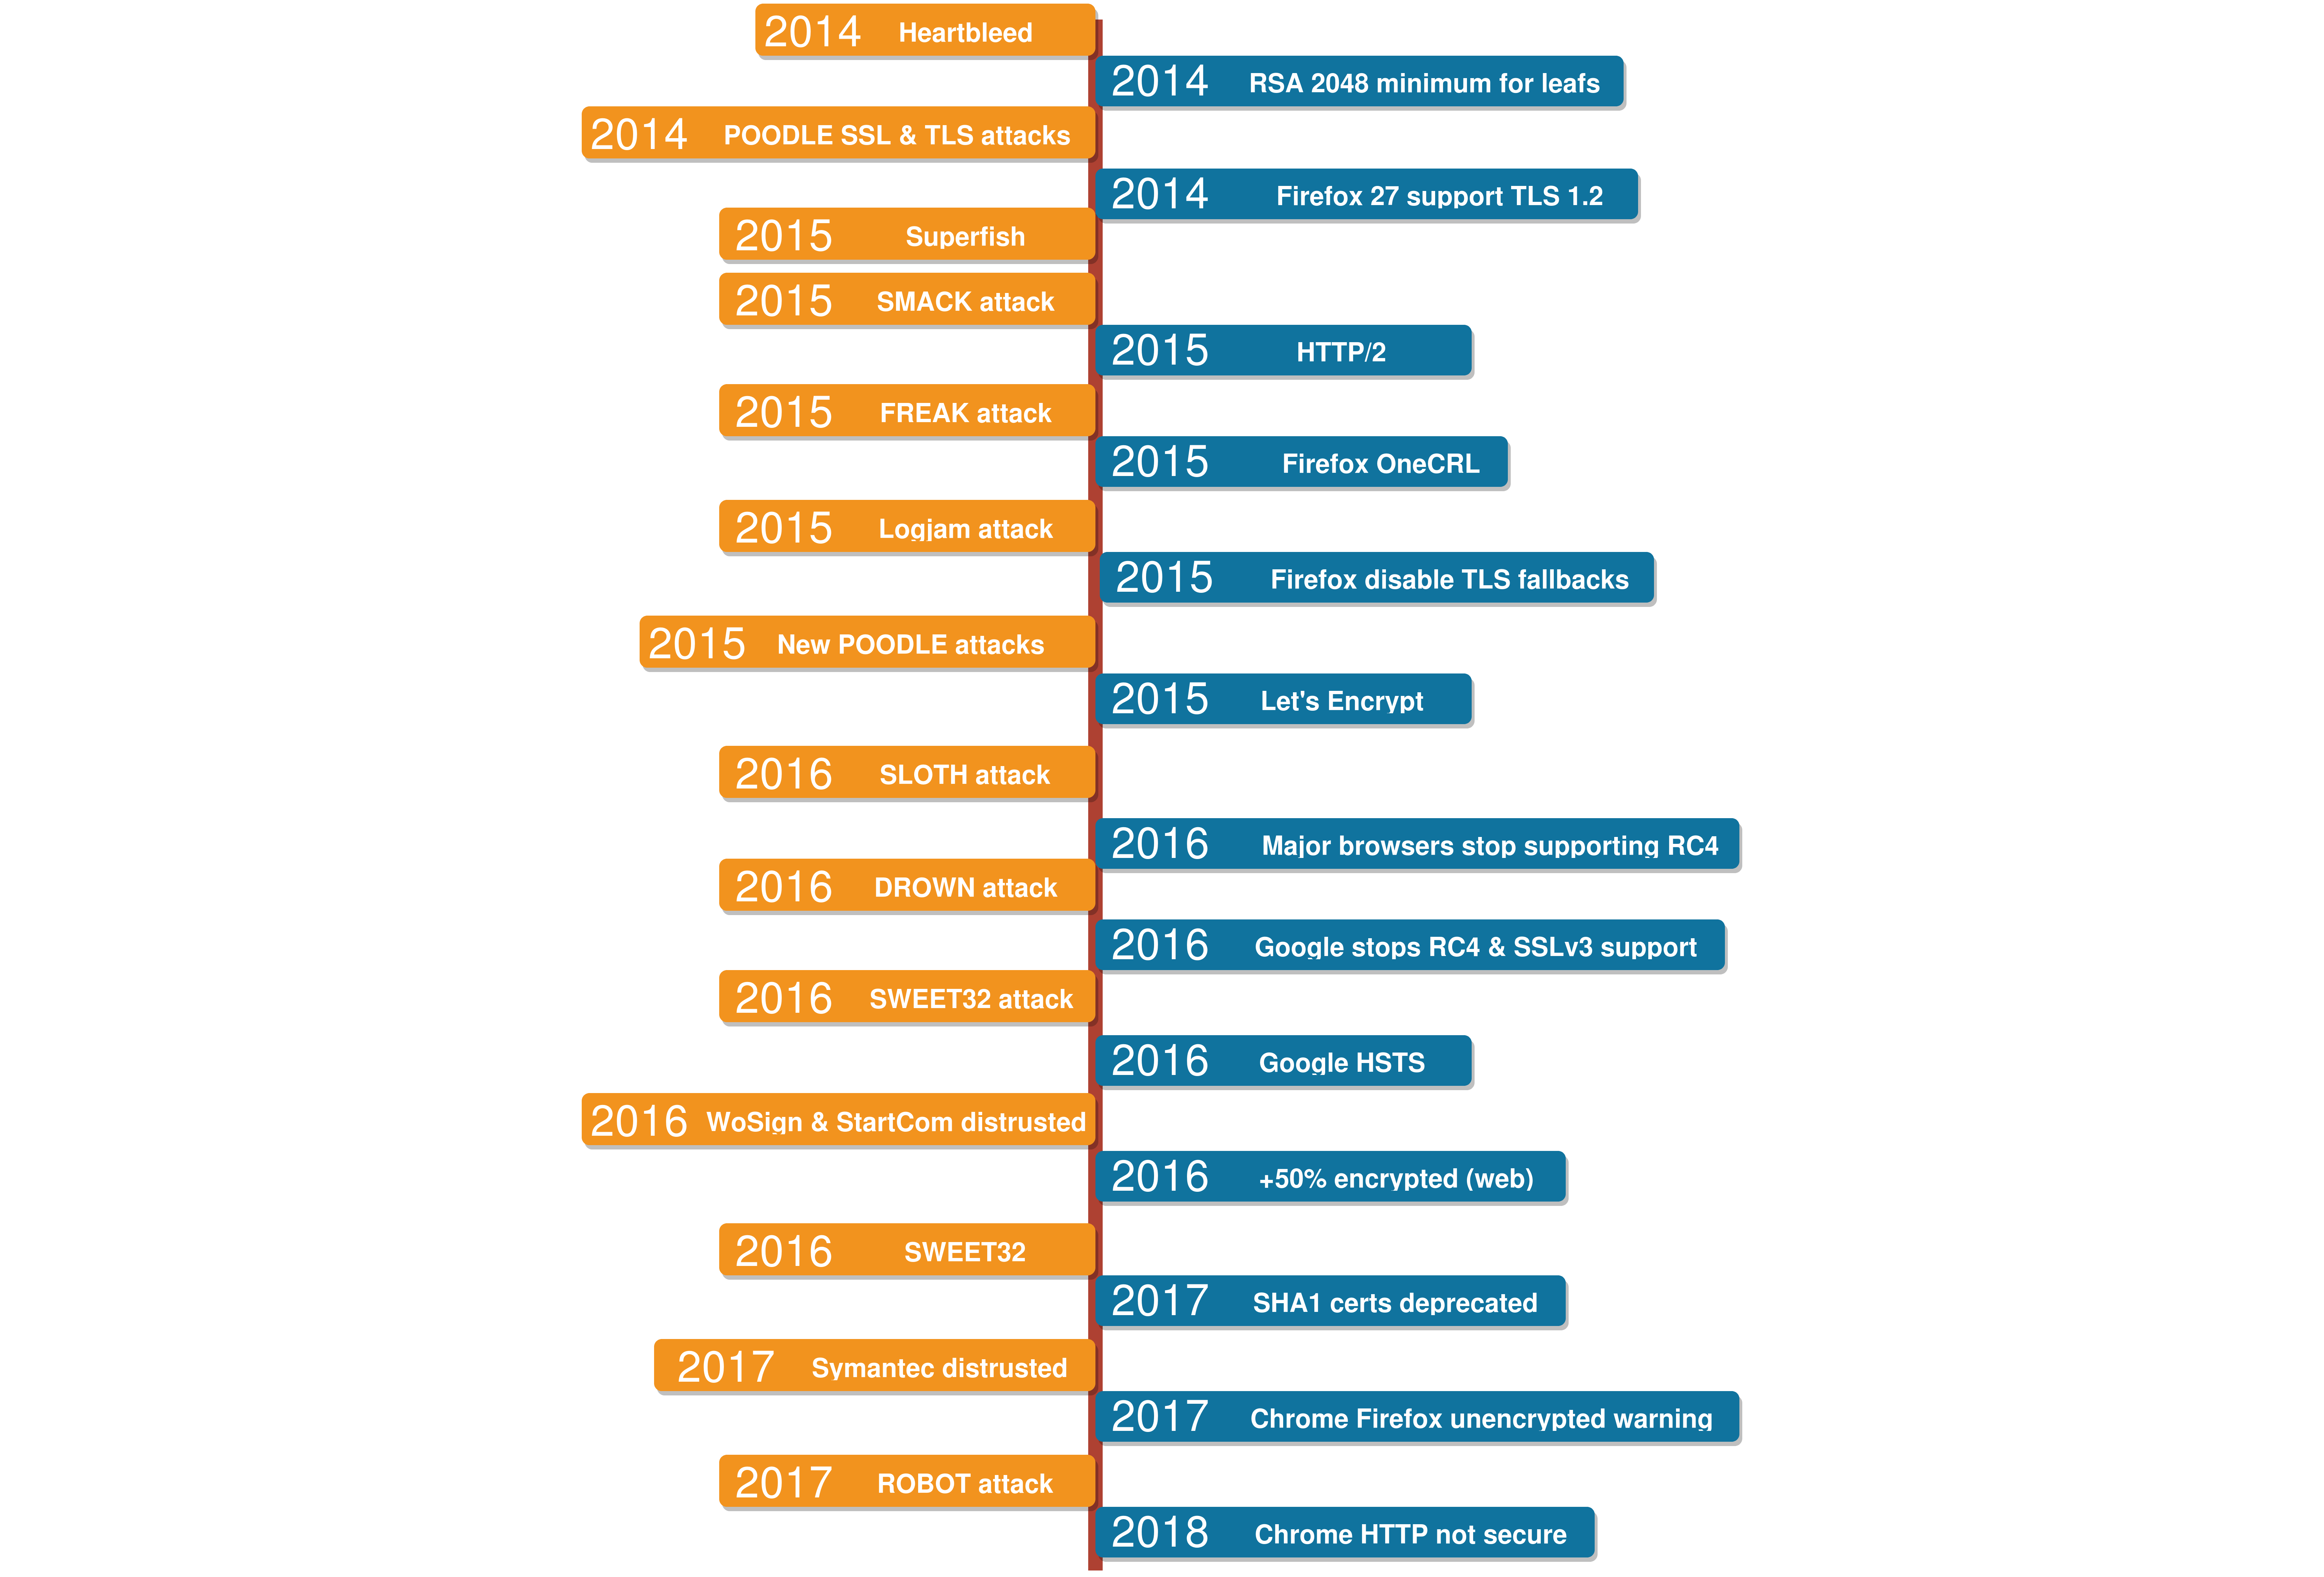 2014 Heartbleed
2014 RSA 2048 minimum for leafs
2014 POODLE SSL & TLS attacks
2014 Firefox 27 support TLS 1.2
2015 Superfish
2015 SMACK attack
2015 HTTP/2
2015 FREAK attack
2015 Firefox OneCRL
2015 Logjam attack
2015 Firefox disable TLS fallbacks
2015 New POODLE attacks
2015 Let's Encrypt
2016 SLOTH attack
2016 Major browsers stop supporting RC4
2016 DROWN attack
2016 Google stops RC4 & SSLv3 support
2016 SWEET32 attack
2016 Google HSTS
2016 WoSign & StartCom distrusted
2016 +50% encrypted (web)
2016 SWEET32
2017 SHA1 certs deprecated
2017 Symantec distrusted
2017 Chrome Firefox unencrypted warning
2017 ROBOT attack
2018 Chrome HTTP not secure